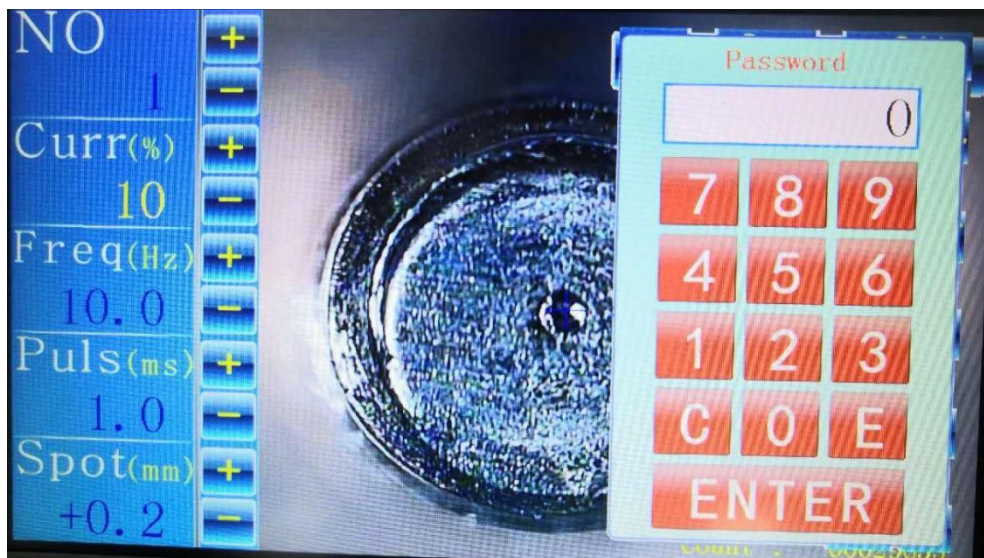 NO
1
Curr(%)
10
Freq(Hz)
10.0
Puls(ms)
1.0
Spot(mm)
+0.2
+
-
+
-
+
-
+
-
+
-
Password
0
7 8 9
4 5 6
1 2 3
C 0 E
ENTER